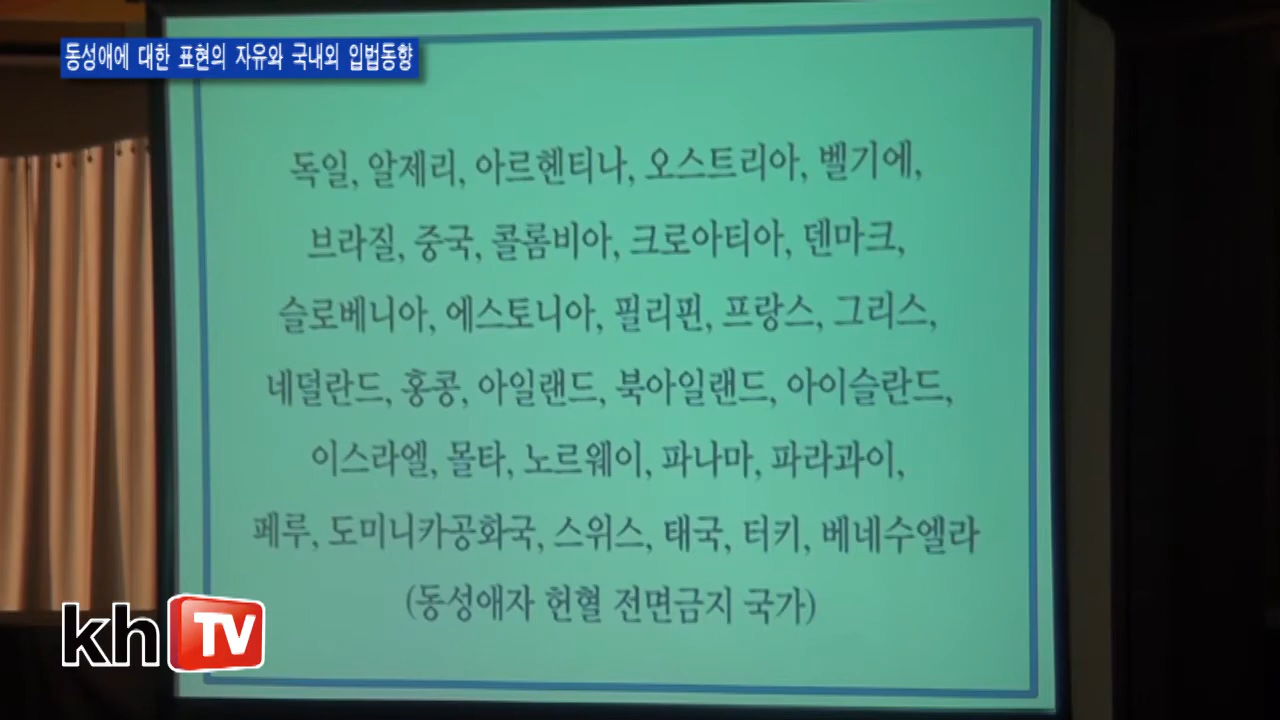 동성애에 대한 표현의 자유와 국내외 입법동향
독일, 알제리, 아르헨티나, 오스트리아, 벨기에,
브라질, 중국, 콜롬비아, 크로아티아, 덴마크,
슬로베니아, 에스토니아, 필리핀, 프랑스, 그리스,
네덜란드, 홍콩, 아일랜드, 북아일랜드, 아이슬란드,
이스라엘, 몰타, 노르웨이, 파나마, 파라과이,
페루, 도미니카공화국, 스위스, 태국, 터키, 베네수엘라
(동성애자 헌혈 전면금지 국가)
kh TV